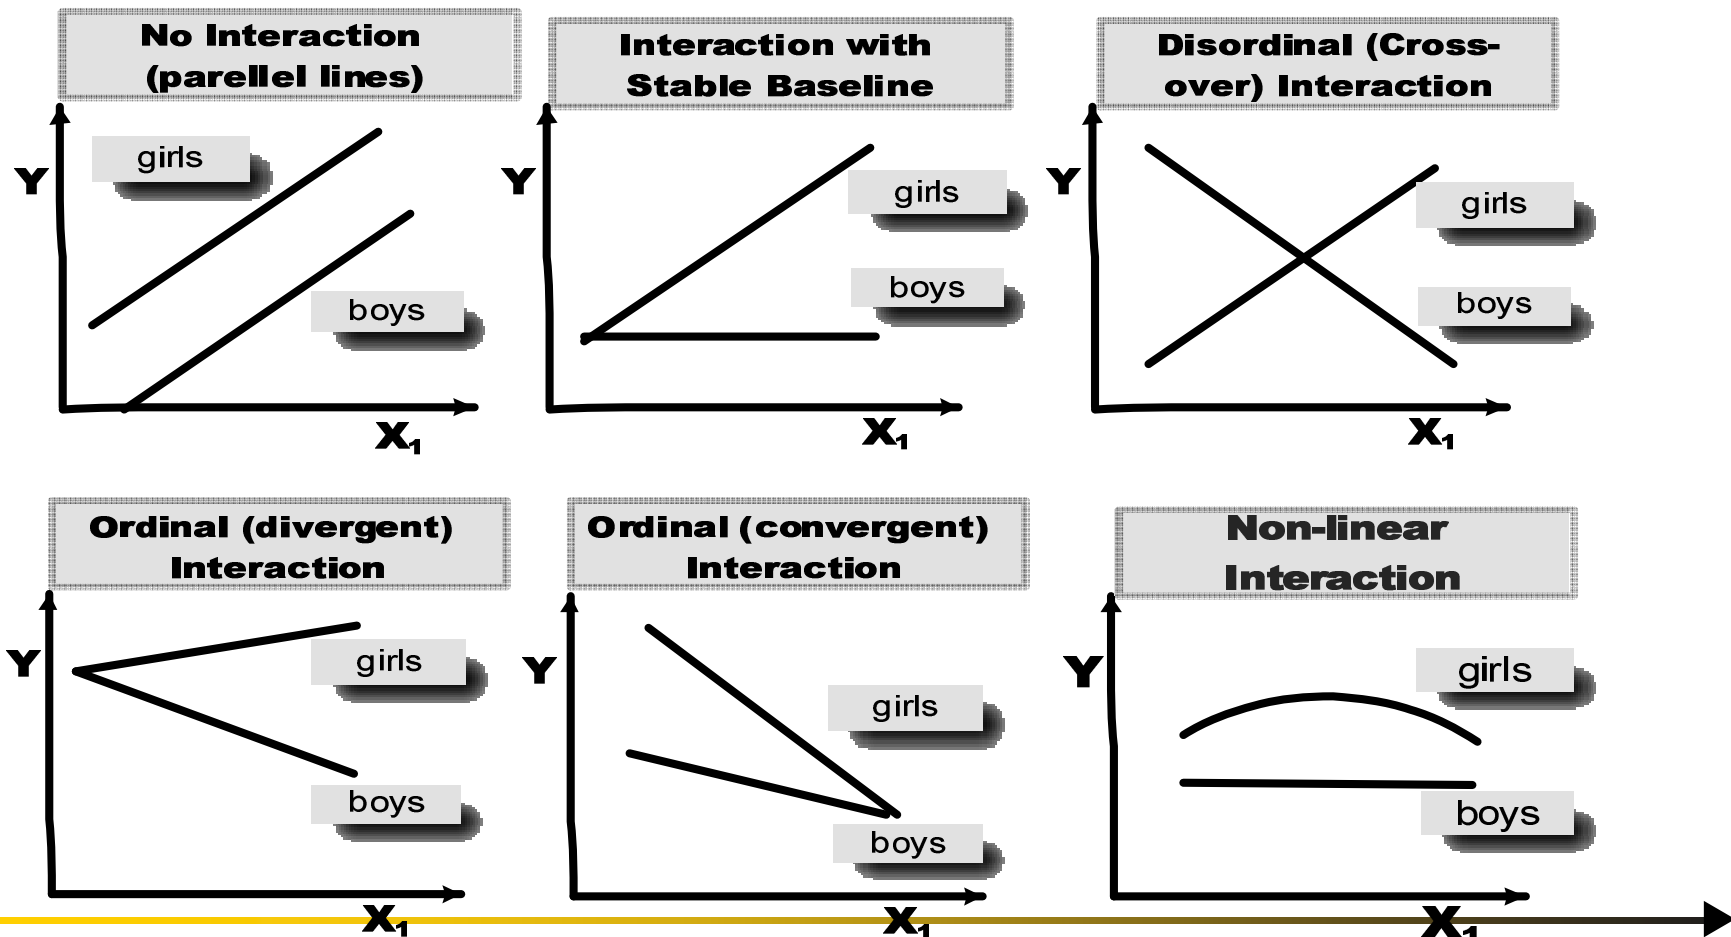 No Interaction
(parellel lines)
Interaction with
Stable Baseline
Disordinal (Cross-
over) Interaction
girls
Y
boys
X1
Y
girls
boys
X1
Y
girls
boys
X1
Ordinal (divergent)
Interaction
Ordinal (convergent)
Interaction
Non-linear
Interaction
Y
girls
boys
X1
Y
girls
boys
X1
Y
girls
boys
X1